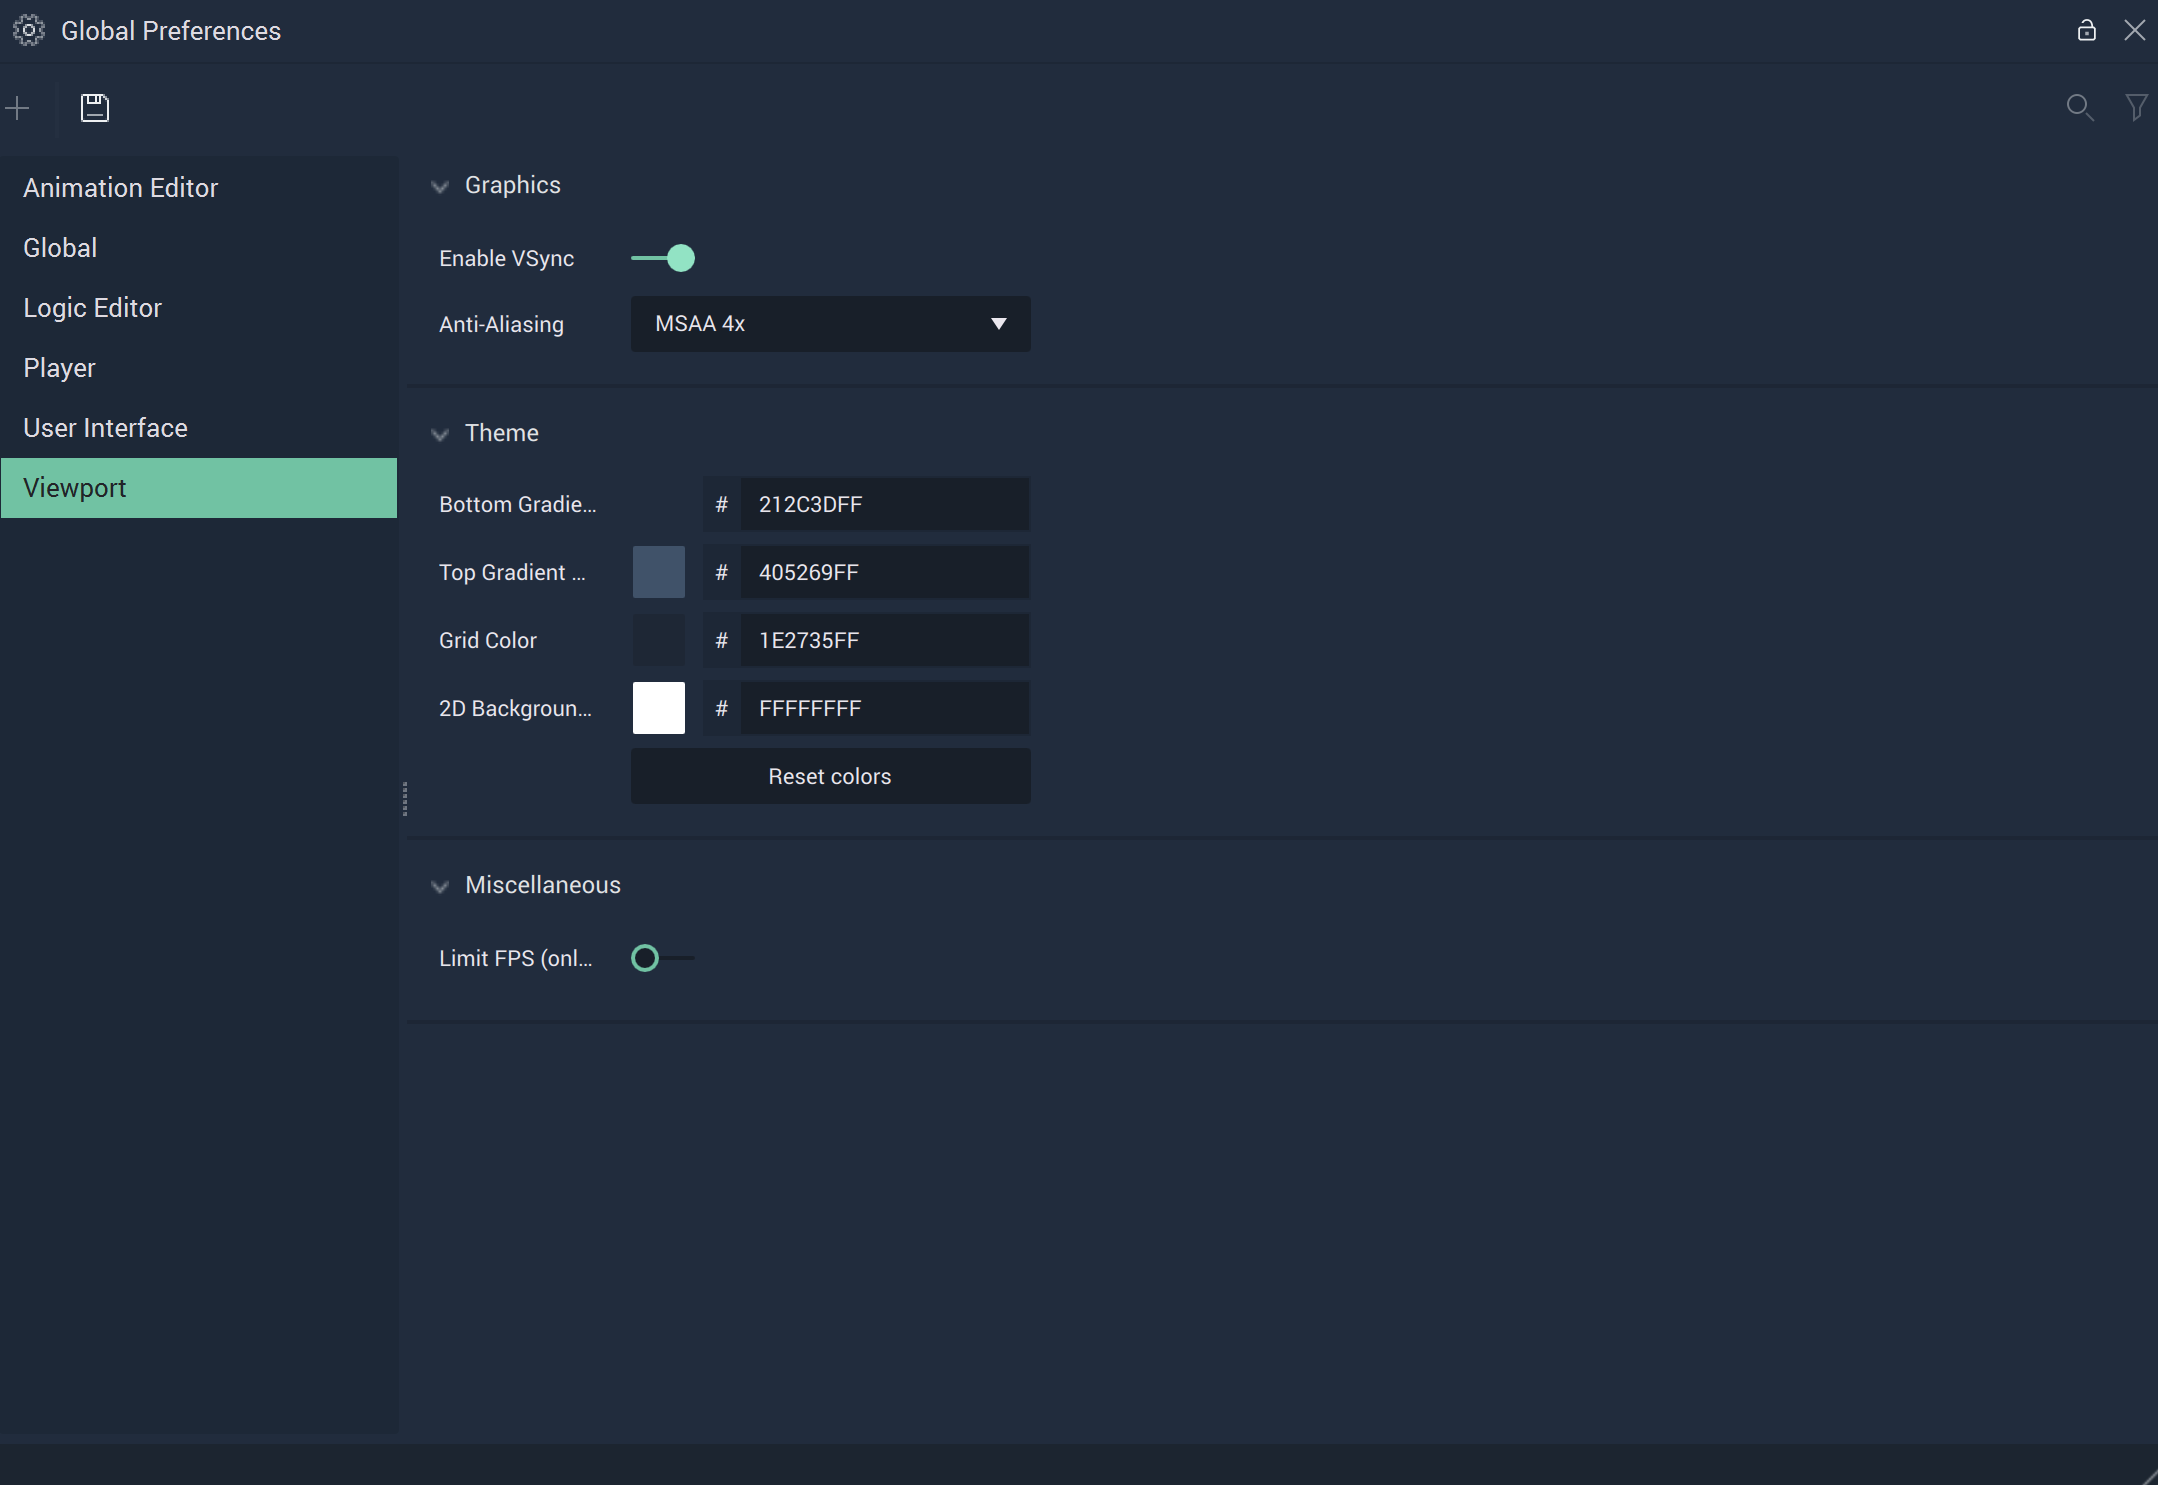 Global Preferences
Animation Editor
Global
Logic Editor
Player
User Interface
Viewport
Graphics
Enable VSync
Anti-Aliasing MSAA 4x
Theme
Bottom Gradie... # 212C3DFF
Top Gradient ... # 405269FF
Grid Color # 1E2735FF
2D Backgroun... # FFFFFFFF
Reset colors
Miscellaneous
Limit FPS (onl...